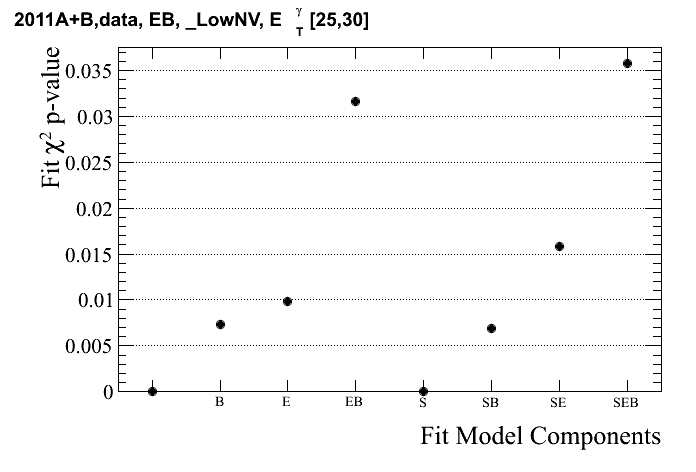 2011A+B,data, EB, _LowNV, E γ T [25,30]
Fit χ² p-value
0.035
0.03
0.025
0.02
0.015
0.01
0.005
0
B E EB S SB SE SEB
Fit Model Components